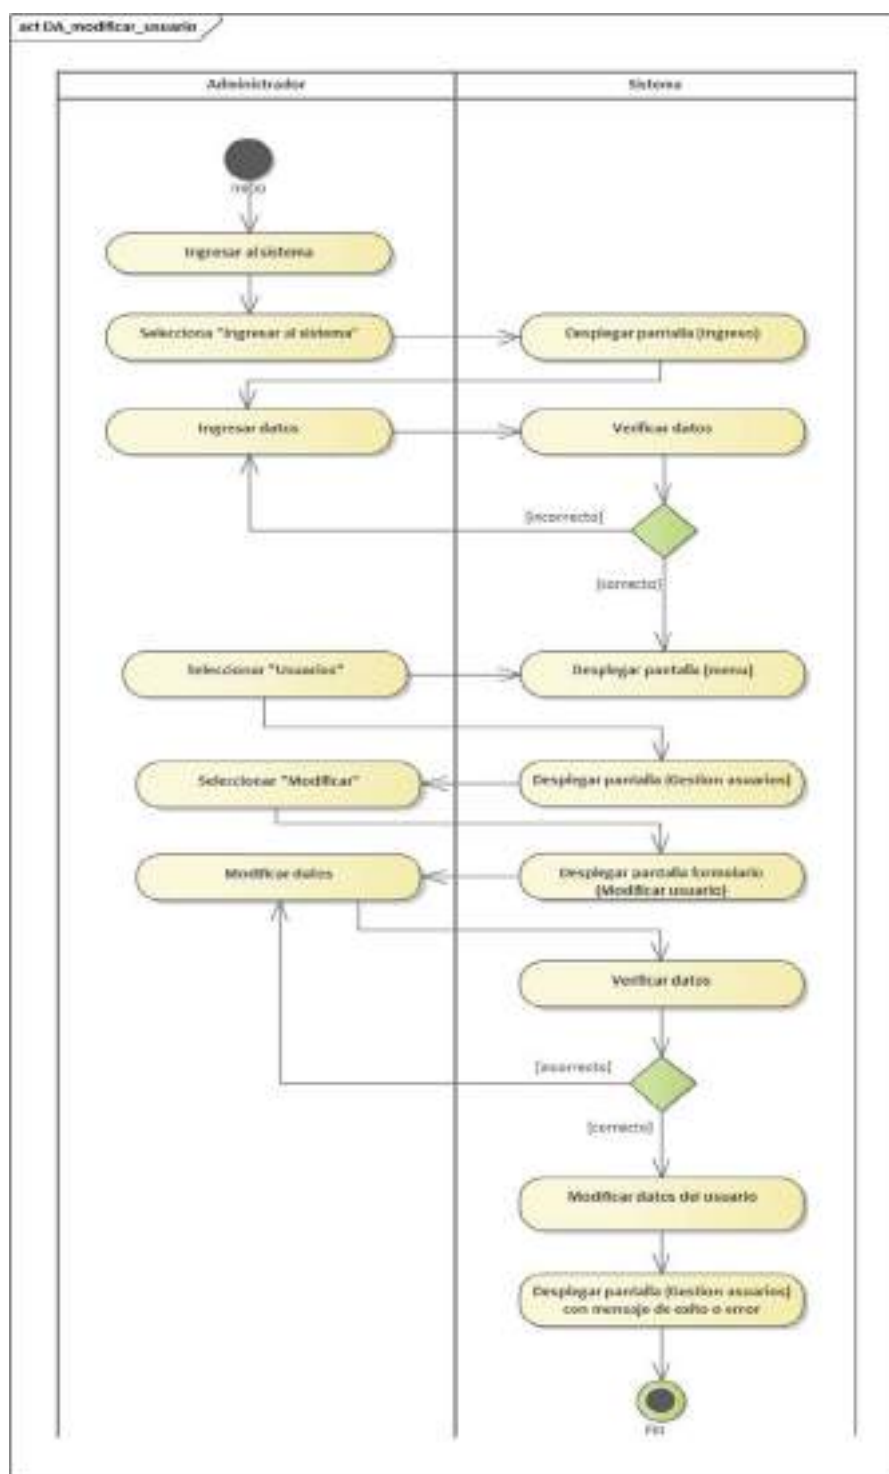 act DA_modificar_usuario
Administrador
Sistema
Inicio
Ingresar al sistema
Selecciona "Ingresar al sistema"
Desplegar pantalla (Ingreso)
Ingresar datos
Verificar datos
[incorrecto]
[correcto]
Seleccionar "Usuarios"
Desplegar pantalla (menu)
Seleccionar "Modificar"
Desplegar pantalla (Gestion usuarios)
Modificar datos
Desplegar pantalla formulario
(Modificar usuario)
Verificar datos
[incorrecto]
[correcto]
Modificar datos del usuario
Desplegar pantalla (Gestion usuarios)
con mensaje de exito o error
Fin